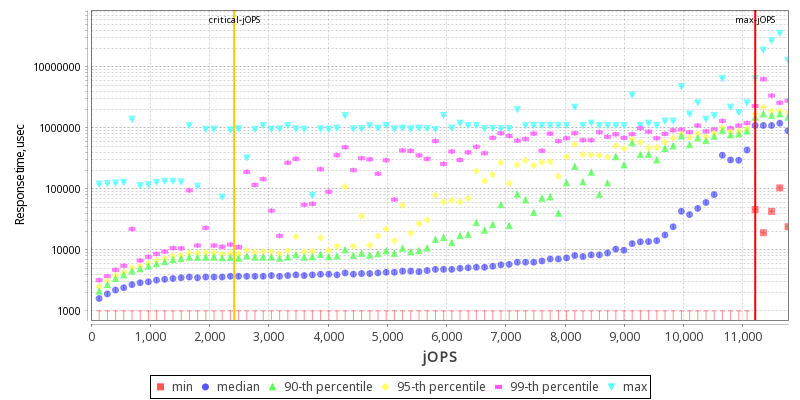 critical-jOPS max-jOPS
10000000
1000000
100000
10000
1000
Response time, usec
0 1,000 2,000 3,000 4,000 5,000 6,000 7,000 8,000 9,000 10,000 11,000
jOPS
min median 90-th percentile 95-th percentile 99-th percentile max